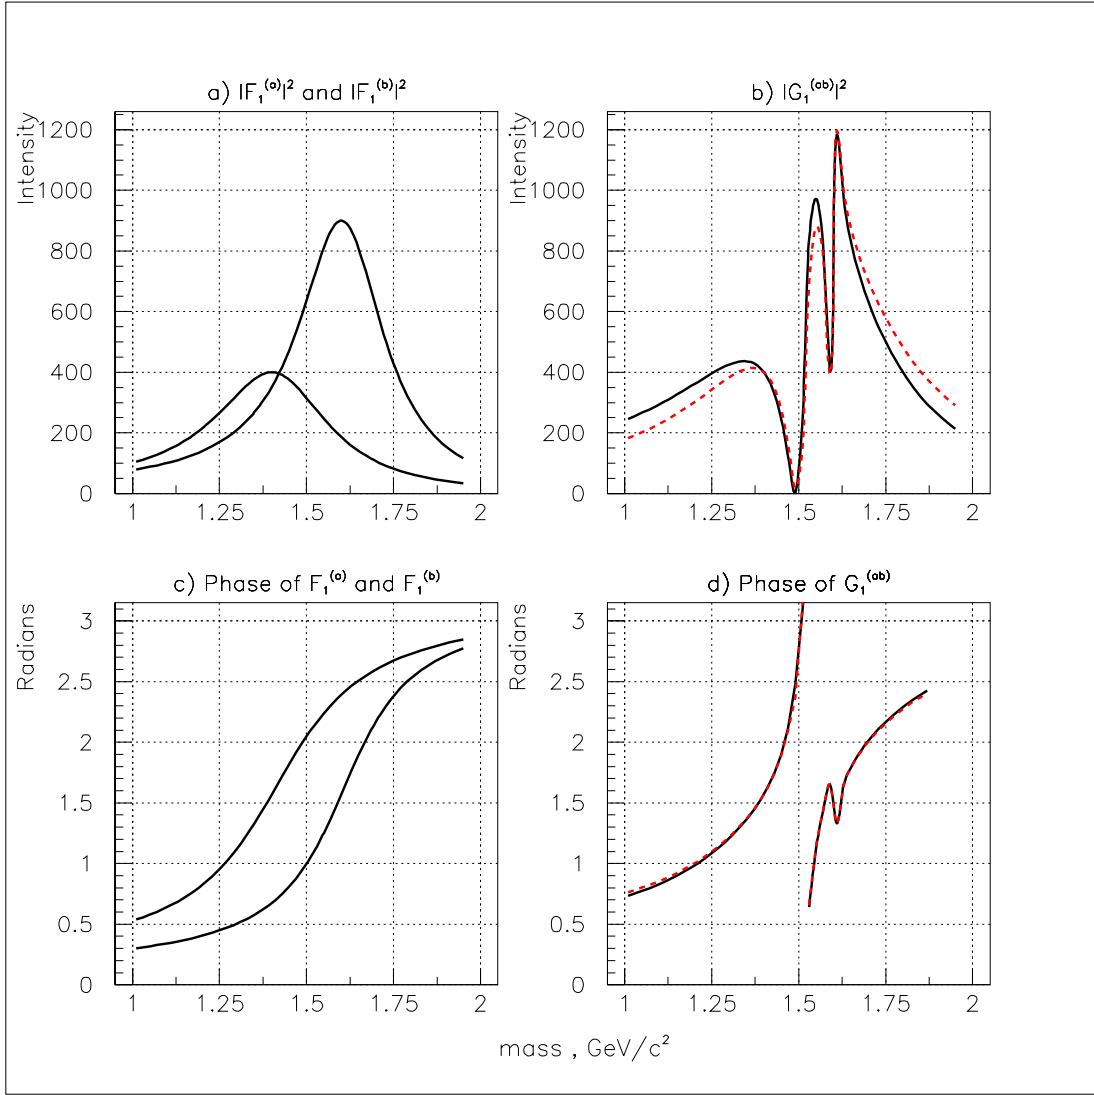 a) |F₁⁽ᵃ⁾|² and |F₁⁽ᵇ⁾|²
Intensity
1200
1000
800
600
400
200
0
1 1.25 1.5 1.75 2
b) |G₁⁽ᵃᵇ⁾|²
Intensity
1200
1000
800
600
400
200
0
1 1.25 1.5 1.75 2
c) Phase of F₁⁽ᵃ⁾ and F₁⁽ᵇ⁾
Radians
3
2.5
2
1.5
1
0.5
0
1 1.25 1.5 1.75 2
d) Phase of G₁⁽ᵃᵇ⁾
Radians
3
2.5
2
1.5
1
0.5
0
1 1.25 1.5 1.75 2
mass , GeV/c²